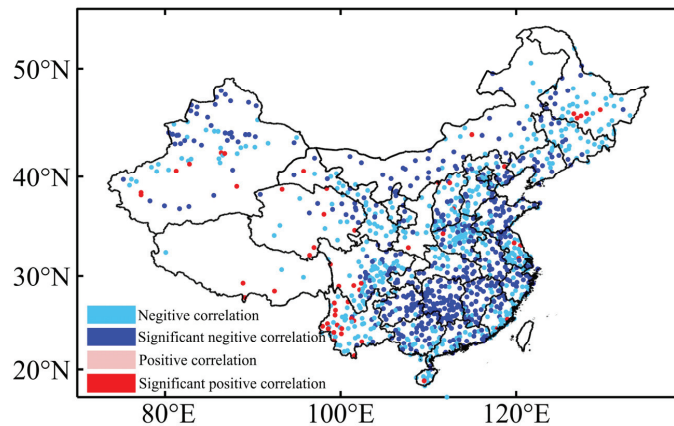 50°N
40°N
30°N
20°N
Negitive correlation
Significant negitive correlation
Positive correlation
Significant positive correlation
80°E 100°E 120°E